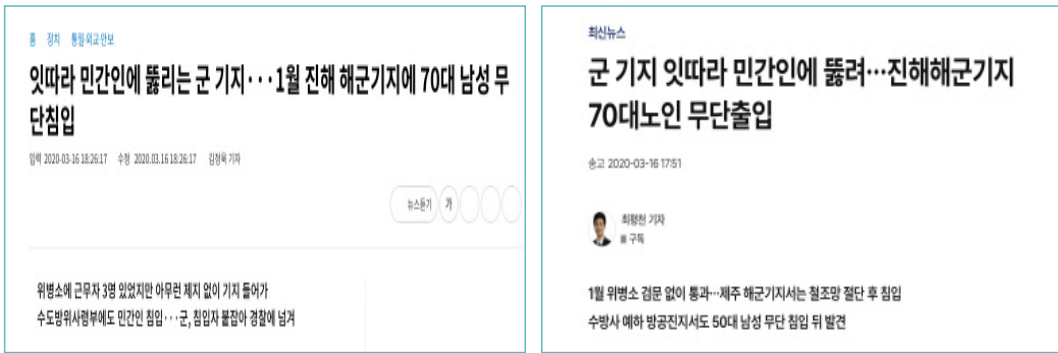 홈 정치 통일·외교·안보
잇따라 민간인에 뚫리는 군 기지···1월 진해 해군기지에 70대 남성 무
단침입
입력 2020-03-16 18:26:17 수정 2020.03.16 18:26:17 김정욱 기자
뉴스듣기 가
위병소에 근무자 3명 있었지만 아무런 제지 없이 기지 들어가
수도방위사령부에도 민간인 침입···군, 침입자 붙잡아 경찰에 넘겨
최신뉴스
군 기지 잇따라 민간인에 뚫려…진해해군기지
70대노인 무단출입
송고 2020-03-16 17:51
최평천 기자
구독
1월 위병소 검문 없이 통과…제주 해군기지서는 철조망 절단 후 침입
수방사 예하 방공진지서도 50대 남성 무단 침입 뒤 발견